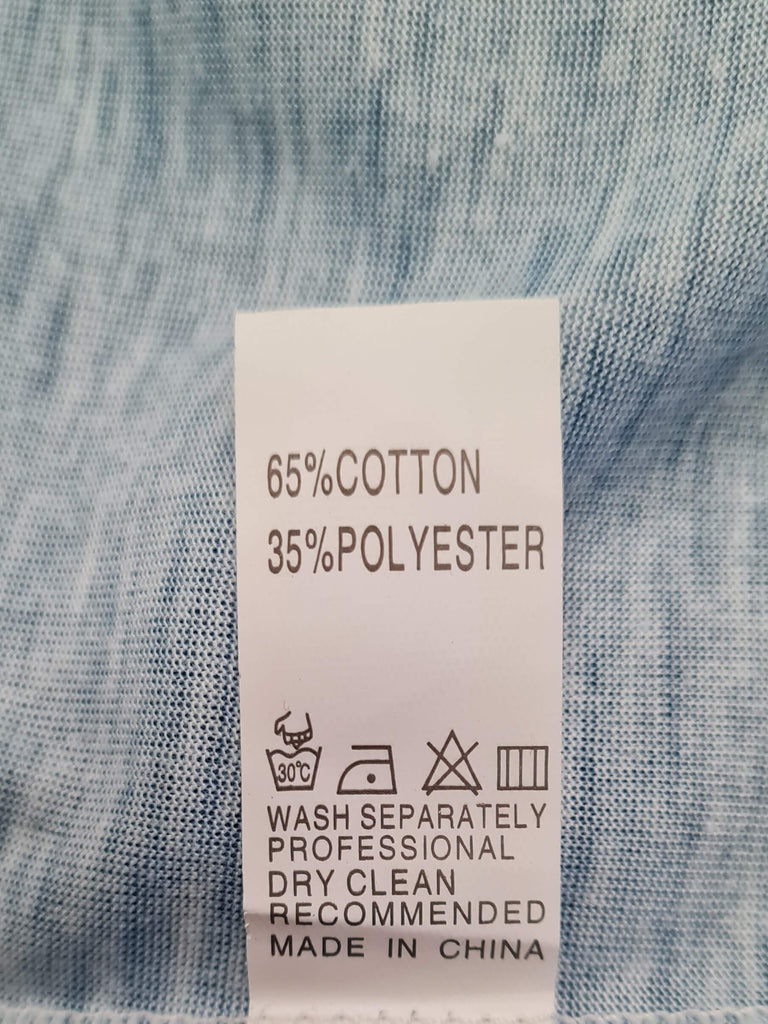 65%COTTON
35%POLYESTER
30℃
WASH SEPARATELY
PROFESSIONAL
DRY CLEAN
RECOMMENDED
MADE IN CHINA